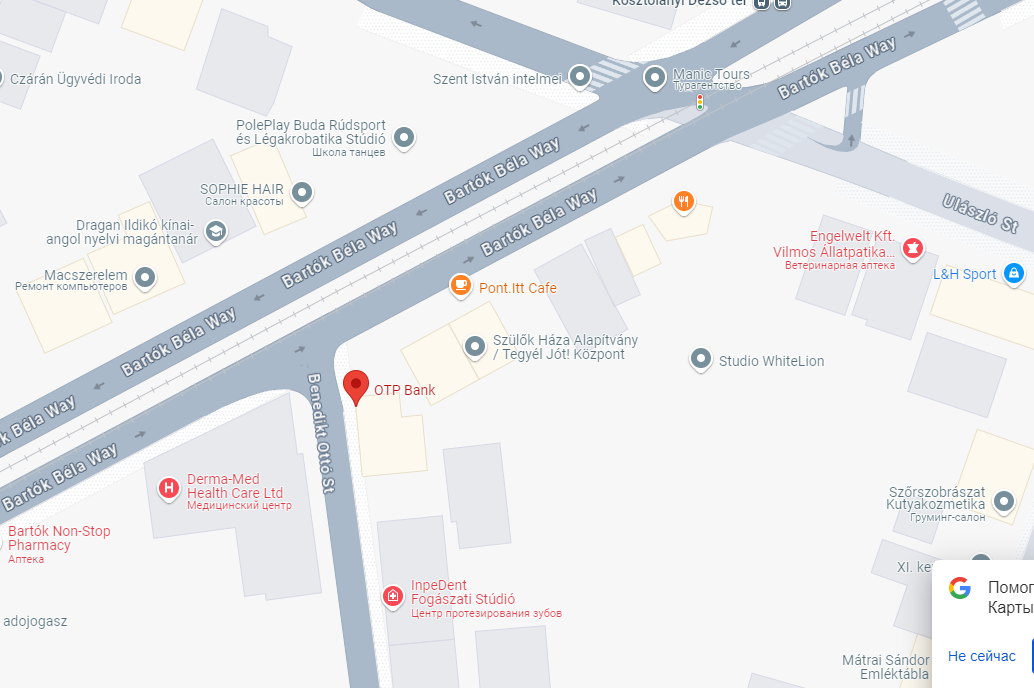 Kosztolányi Dezső tér
Czárán Ügyvédi Iroda
Szent István intelmei
Manic Tours
Турагентство
Bartók Béla Way
PolePlay Buda Rúdsport
és Légakrobatika Stúdió
Школа танцев
Bartók Béla Way
SOPHIE HAIR
Салон красоты
Bartók Béla Way
Ulászló St
Dragan Ildikó kínai-
angol nyelvi magántanár
Bartók Béla Way
Engelwelt Kft.
Vilmos Állatpatika...
Ветеринарная аптека
Macszerelem
Ремонт компьютеров
L&H Sport
Pont.Itt Cafe
Bartók Béla Way
Szülők Háza Alapítvány
/ Tegyél Jót! Központ
Studio WhiteLion
OTP Bank
Benedikt Ottó St
k Béla Way
Bartók Béla Way
H
Derma-Med
Health Care Ltd
Медицинский центр
Szőrszobrászat
Kutyakozmetika
Груминг-салон
Bartók Non-Stop
Pharmacy
Аптека
XI. ke
InpeDent
Fogászati Stúdió
Центр протезирования зубов
adojogasz
Mátrai Sándor
Emléktábla
G
Помог
Карты
Не сейчас